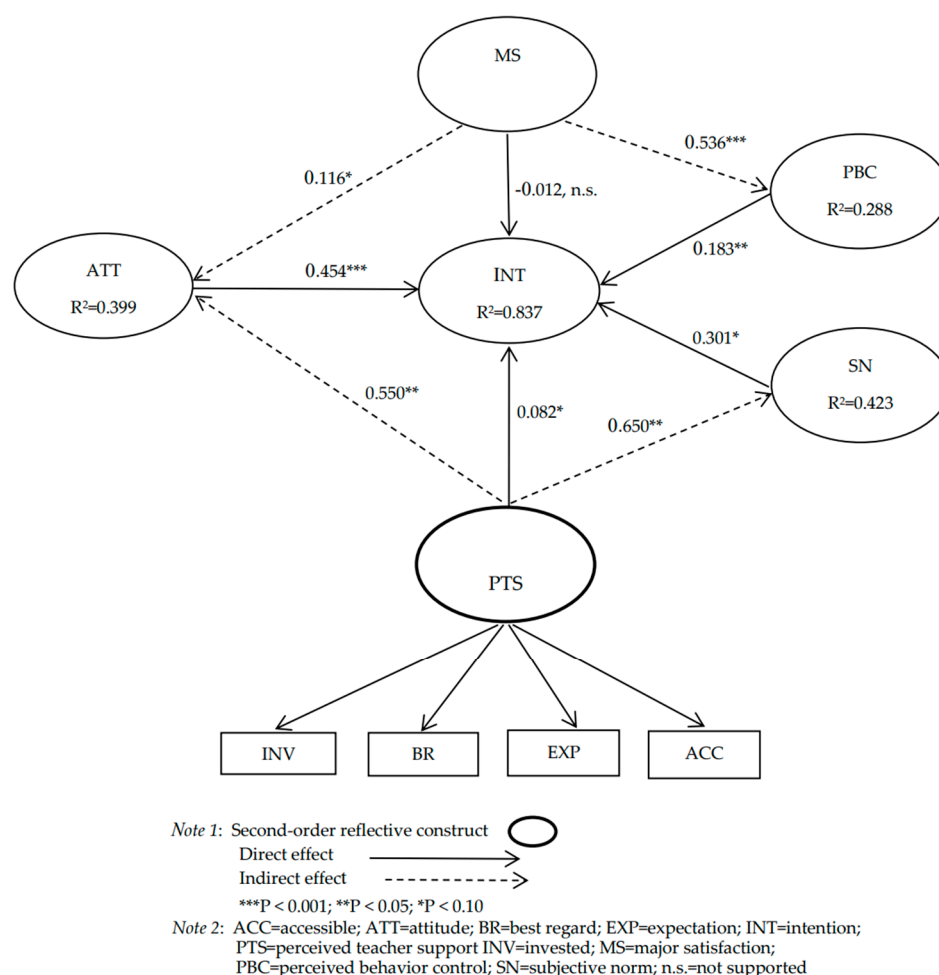 MS
0.536***
PBC
R²=0.288
0.116*
-0.012, n.s.
0.183**
ATT
R²=0.399
0.454***
INT
R²=0.837
0.301*
SN
R²=0.423
0.550**
0.082*
0.650**
PTS
INV
BR
EXP
ACC
Note 1: Second-order reflective construct
Direct effect
Indirect effect
***P < 0.001; **P < 0.05; *P < 0.10
Note 2: ACC=accessible; ATT=attitude; BR=best regard; EXP=expectation; INT=intention;
PTS=perceived teacher support INV=invested; MS=major satisfaction;
PBC=perceived behavior control; SN=subjective norm; n.s.=not supported